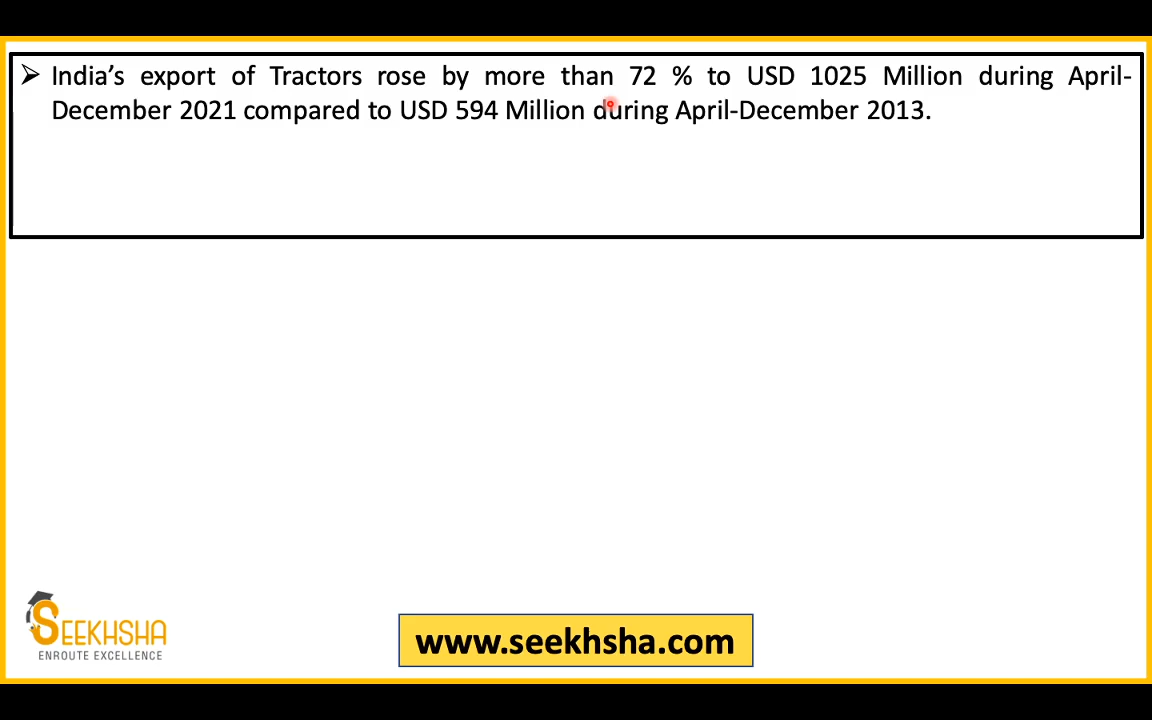 ➢ India’s export of Tractors rose by more than 72 % to USD 1025 Million during April-
December 2021 compared to USD 594 Million during April-December 2013.
SEEKHSHA
ENROUTE EXCELLENCE
www.seekhsha.com